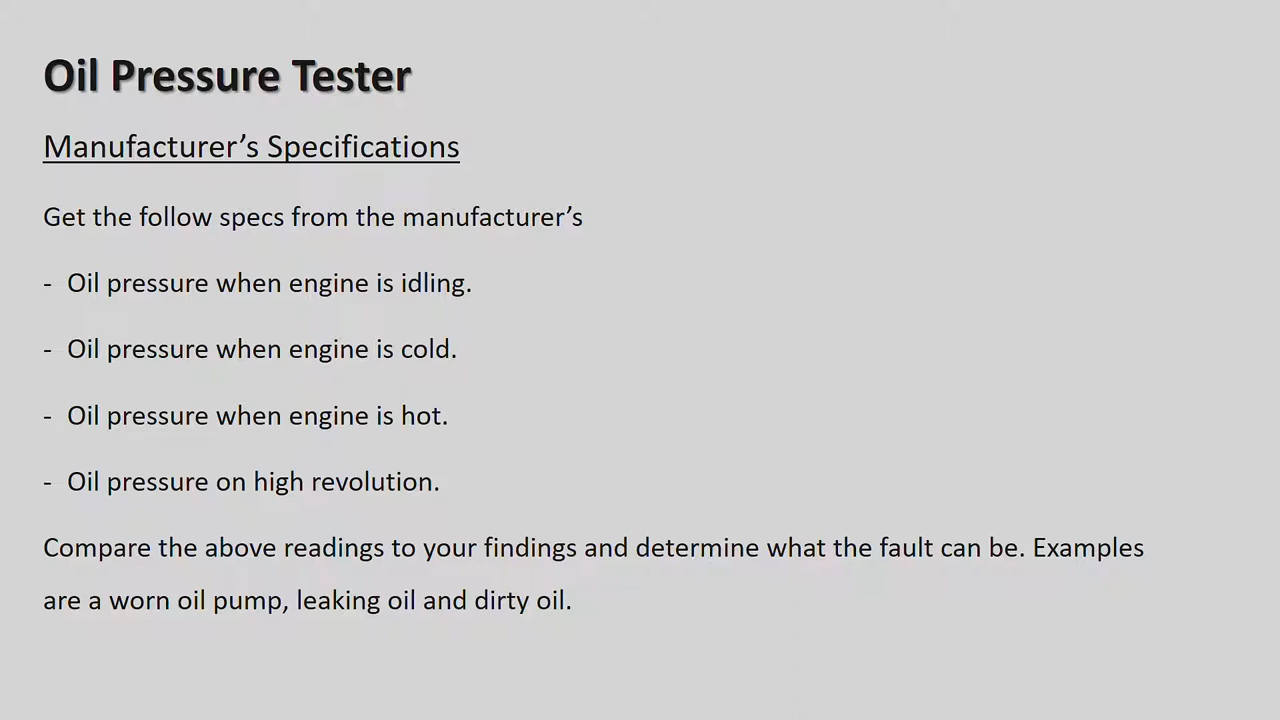 Oil Pressure Tester
Manufacturer’s Specifications
Get the follow specs from the manufacturer’s
- Oil pressure when engine is idling.
- Oil pressure when engine is cold.
- Oil pressure when engine is hot.
- Oil pressure on high revolution.
Compare the above readings to your findings and determine what the fault can be. Examples
are a worn oil pump, leaking oil and dirty oil.